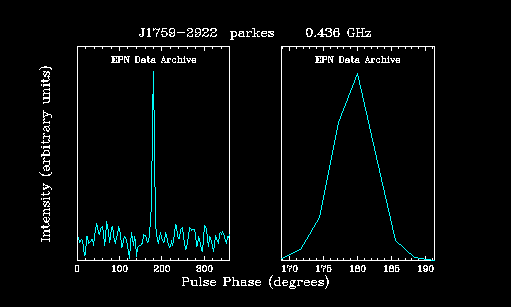 J1759-2922 parkes 0.436 GHz
EPN Data Archive
EPN Data Archive
Intensity (arbitrary units)
0 100 200 300
170 175 180 185 190
Pulse Phase (degrees)